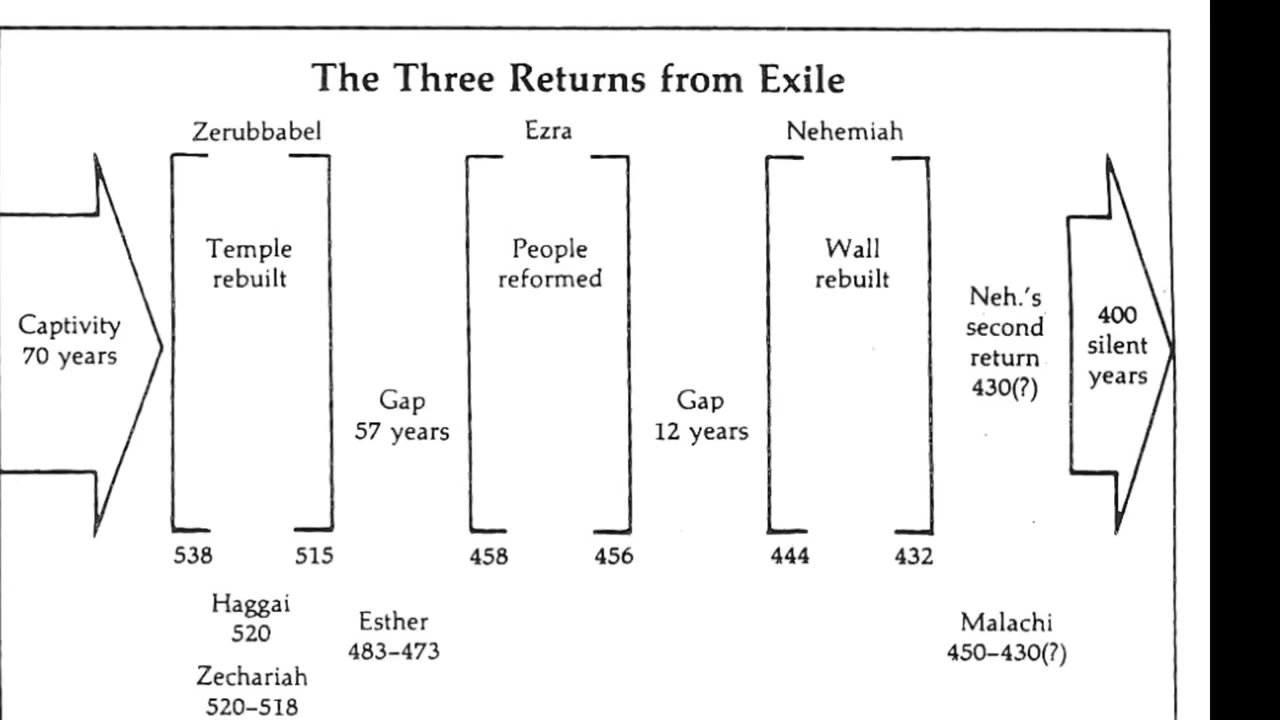 The Three Returns from Exile
Zerubbabel
Ezra
Nehemiah
Captivity
70 years
Temple
rebuilt
Gap
57 years
People
reformed
Gap
12 years
Wall
rebuilt
Neh.'s
second
return
430(?)
400
silent
years
538
515
458
456
444
432
Haggai
520
Zechariah
520–518
Esther
483–473
Malachi
450–430(?)